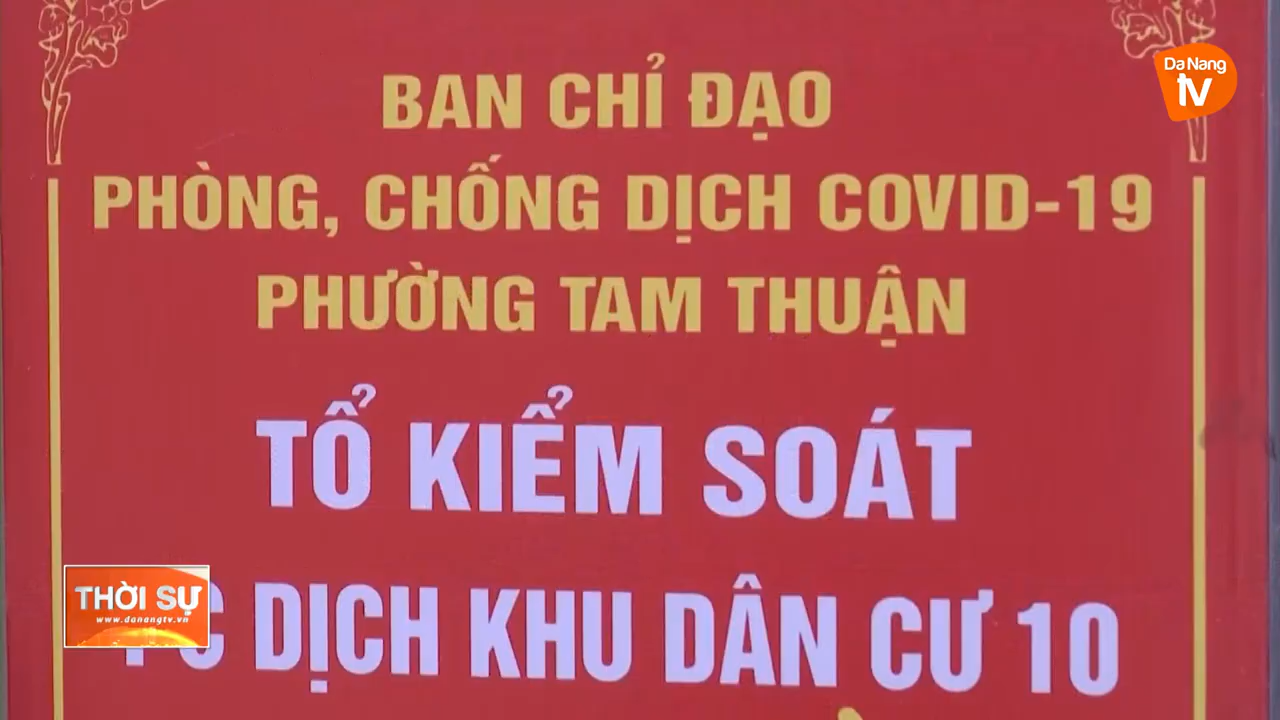 Da Nang
tv
BAN CHỈ ĐẠO
PHÒNG, CHỐNG DỊCH COVID-19
PHƯỜNG TAM THUẬN
TỔ KIỂM SOÁT
DỊCH KHU DÂN CƯ 10
THỜI SỰ
www.danangtv.vn